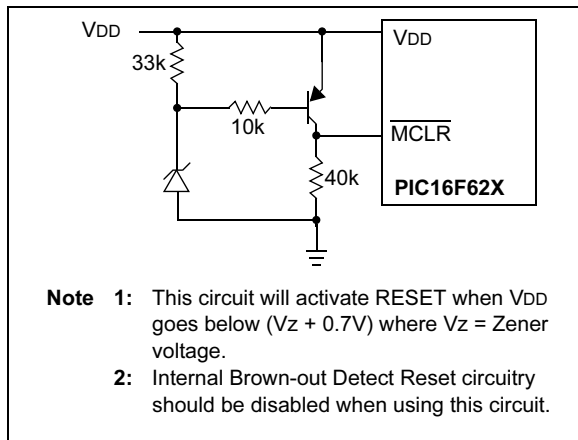 VDD
VDD
33k
10k
MCLR
40k
PIC16F62X
Note 1: This circuit will activate RESET when VDD
goes below (Vz + 0.7V) where Vz = Zener
voltage.
2: Internal Brown-out Detect Reset circuitry
should be disabled when using this circuit.